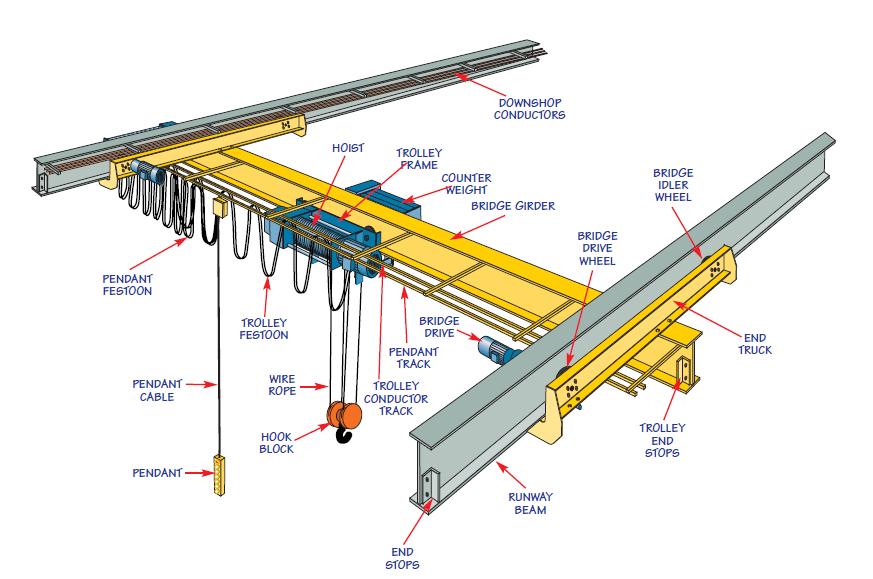 DOWNSHOP
CONDUCTORS
HOIST
TROLLEY
FRAME
COUNTER
WEIGHT
BRIDGE GIRDER
BRIDGE
IDLER
WHEEL
BRIDGE
DRIVE
WHEEL
PENDANT
FESTOON
TROLLEY
FESTOON
BRIDGE
DRIVE
PENDANT
TRACK
END
TRUCK
PENDANT
CABLE
WIRE
ROPE
TROLLEY
CONDUCTOR
TRACK
HOOK
BLOCK
TROLLEY
END
STOPS
PENDANT
RUNWAY
BEAM
END
STOPS